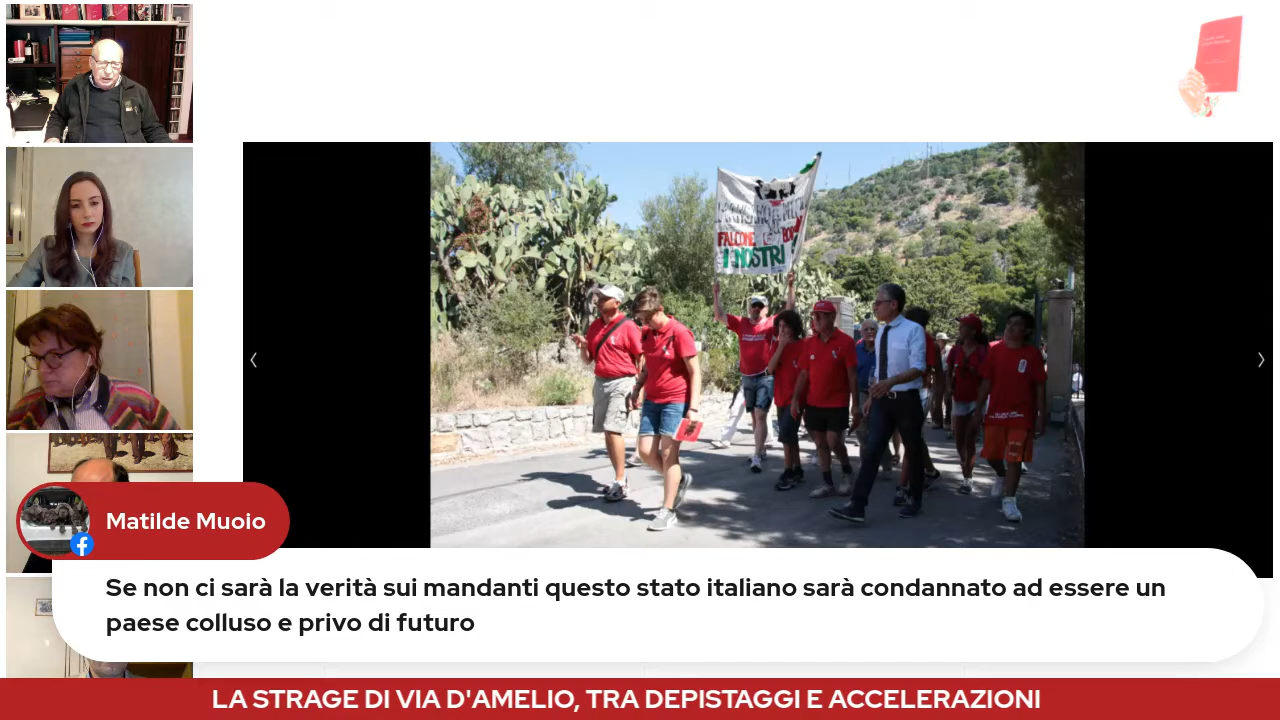 FALCONE E BORS
I NOSTRI
Matilde Muoio
Se non ci sarà la verità sui mandanti questo stato italiano sarà condannato ad essere un
paese colluso e privo di futuro
LA STRAGE DI VIA D'AMELIO, TRA DEPISTAGGI E ACCELERAZIONI